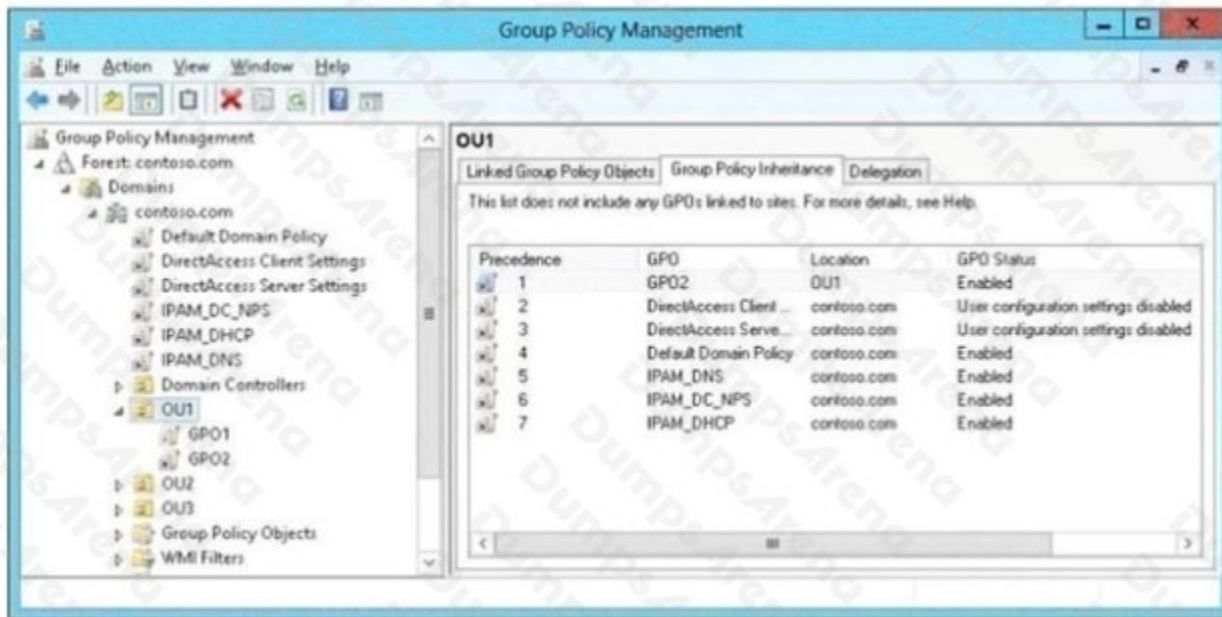 Group Policy Management
File Action View Window Help
Group Policy Management
Forest: contoso.com
Domains
contoso.com
Default Domain Policy
DirectAccess Client Settings
DirectAccess Server Settings
IPAM_DC_NPS
IPAM_DHCP
IPAM_DNS
Domain Controllers
OU1
GPO1
GPO2
OU2
OU3
Group Policy Objects
WMI Filters
OU1
Linked Group Policy Objects Group Policy Inheritance Delegation
This list does not include any GPOs linked to sites. For more details, see Help.
Precedence GPO Location GPO Status
1 GPO2 OU1 Enabled
2 DirectAccess Client ... contoso.com User configuration settings disabled
3 DirectAccess Serve... contoso.com User configuration settings disabled
4 Default Domain Policy contoso.com Enabled
5 IPAM_DNS contoso.com Enabled
6 IPAM_DC_NPS contoso.com Enabled
7 IPAM_DHCP contoso.com Enabled
DumpsArena